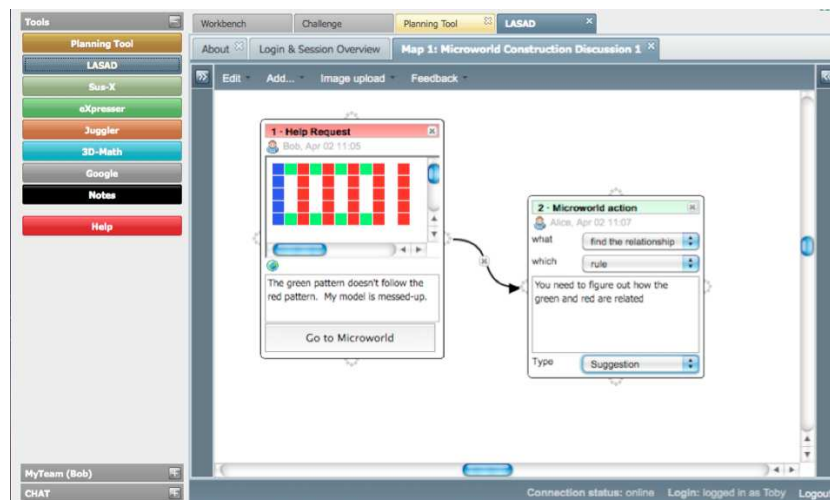 Tools
Planning Tool
LASAD
Sus-X
eXpresser
Juggler
3D-Math
Google
Notes
Help
MyTeam (Bob)
CHAT
Workbench Challenge Planning Tool LASAD
About Login & Session Overview Map 1: Microworld Construction Discussion 1
Edit Add... Image upload Feedback
1 - Help Request
Bob, Apr 02 11:05
The green pattern doesn't follow the
red pattern. My model is messed-up.
Go to Microworld
2 - Microworld action
Alice, Apr 02 11:07
what find the relationship
which rule
You need to figure out how the
green and red are related
Type Suggestion
Connection status: online Login: logged in as Toby Logout